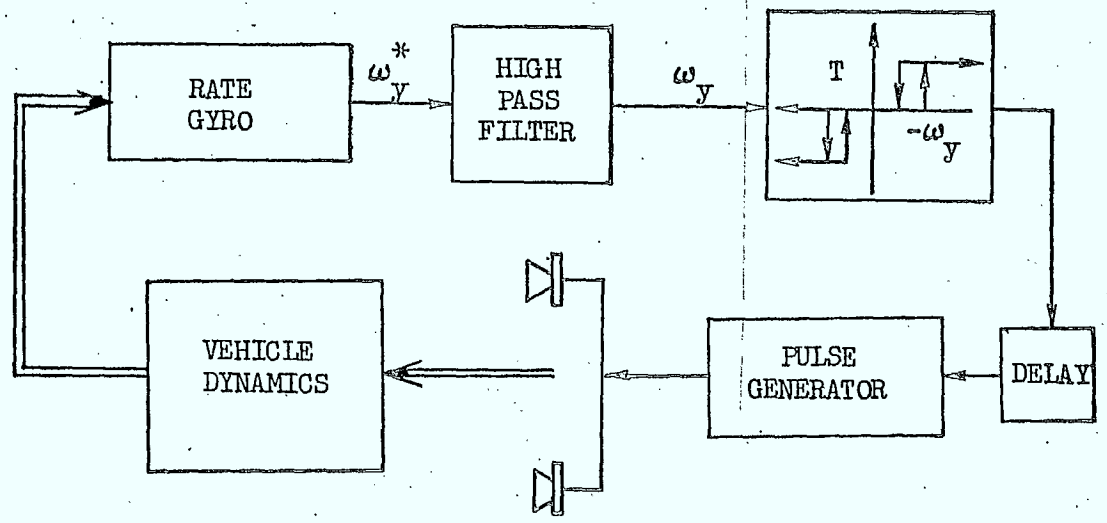 RATE
GYRO
ω*y
HIGH
PASS
FILTER
ωy
T
-ωy
VEHICLE
DYNAMICS
PULSE
GENERATOR
DELAY